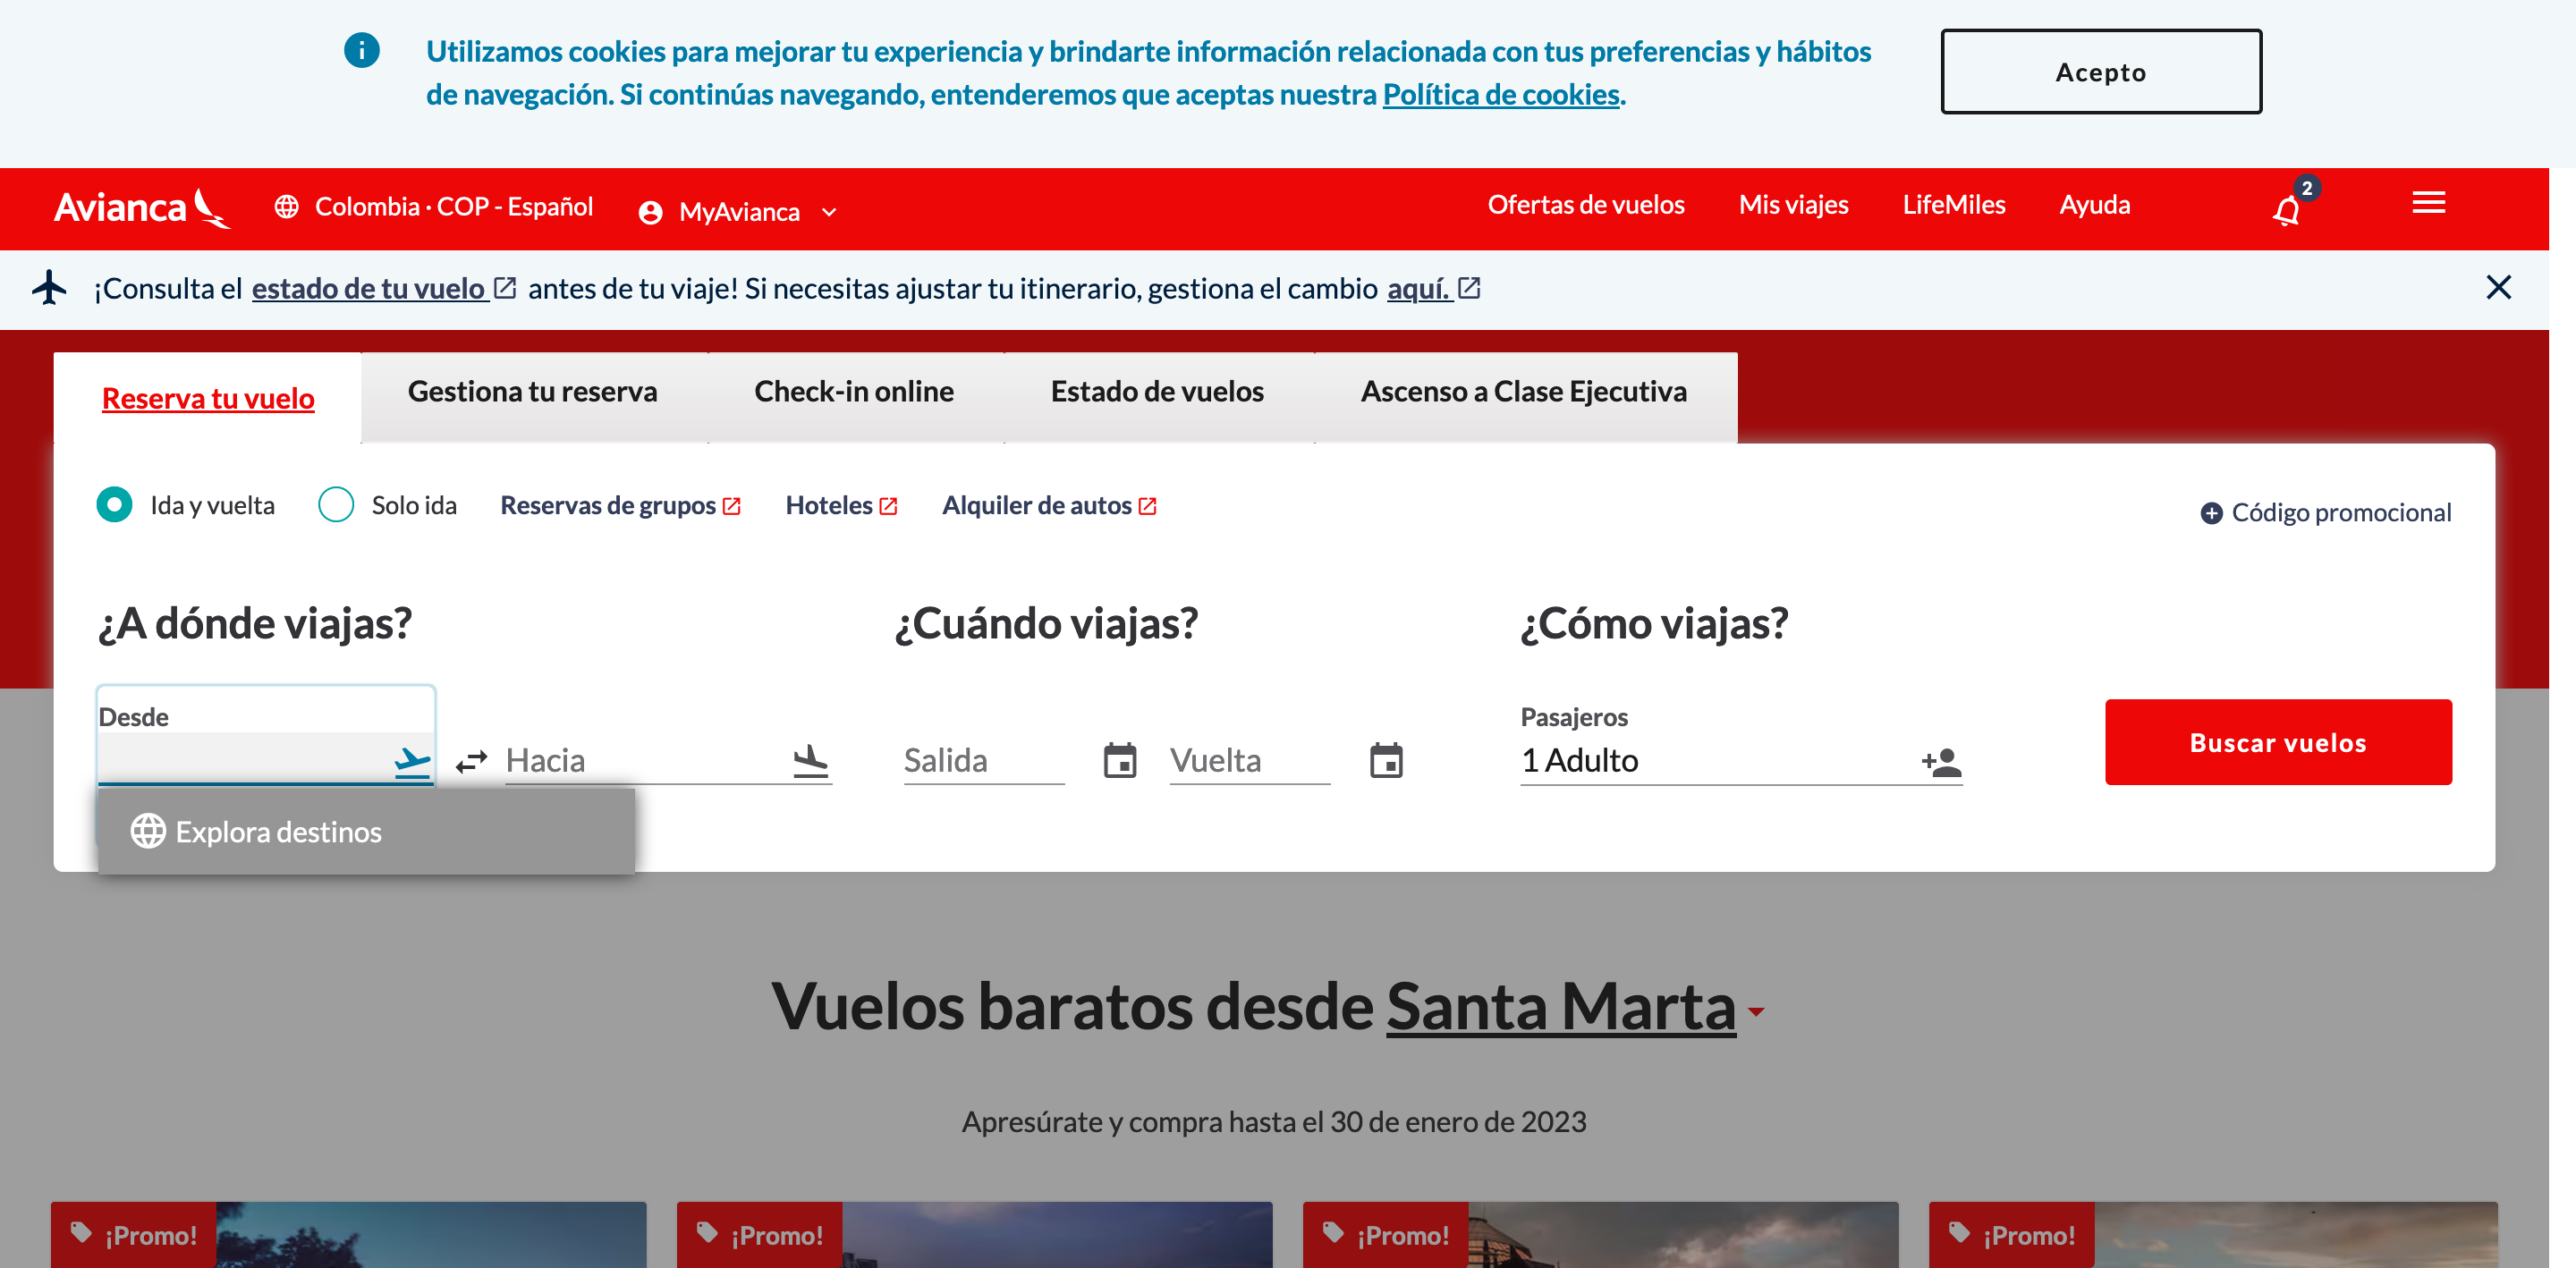 Utilizamos cookies para mejorar tu experiencia y brindarte información relacionada con tus preferencias y hábitos
de navegación. Si continúas navegando, entenderemos que aceptas nuestra Política de cookies.
Acepto
Avianca
Colombia · COP - Español
MyAvianca
Ofertas de vuelos
Mis viajes
LifeMiles
Ayuda
2
¡Consulta el estado de tu vuelo antes de tu viaje! Si necesitas ajustar tu itinerario, gestiona el cambio aquí.
Reserva tu vuelo
Gestiona tu reserva
Check-in online
Estado de vuelos
Ascenso a Clase Ejecutiva
Ida y vuelta
Solo ida
Reservas de grupos
Hoteles
Alquiler de autos
Código promocional
¿A dónde viajas?
¿Cuándo viajas?
¿Cómo viajas?
Desde
Hacia
Salida
Vuelta
Pasajeros
1 Adulto
Buscar vuelos
Explora destinos
Vuelos baratos desde Santa Marta
Apresúrate y compra hasta el 30 de enero de 2023
¡Promo!
¡Promo!
¡Promo!
¡Promo!